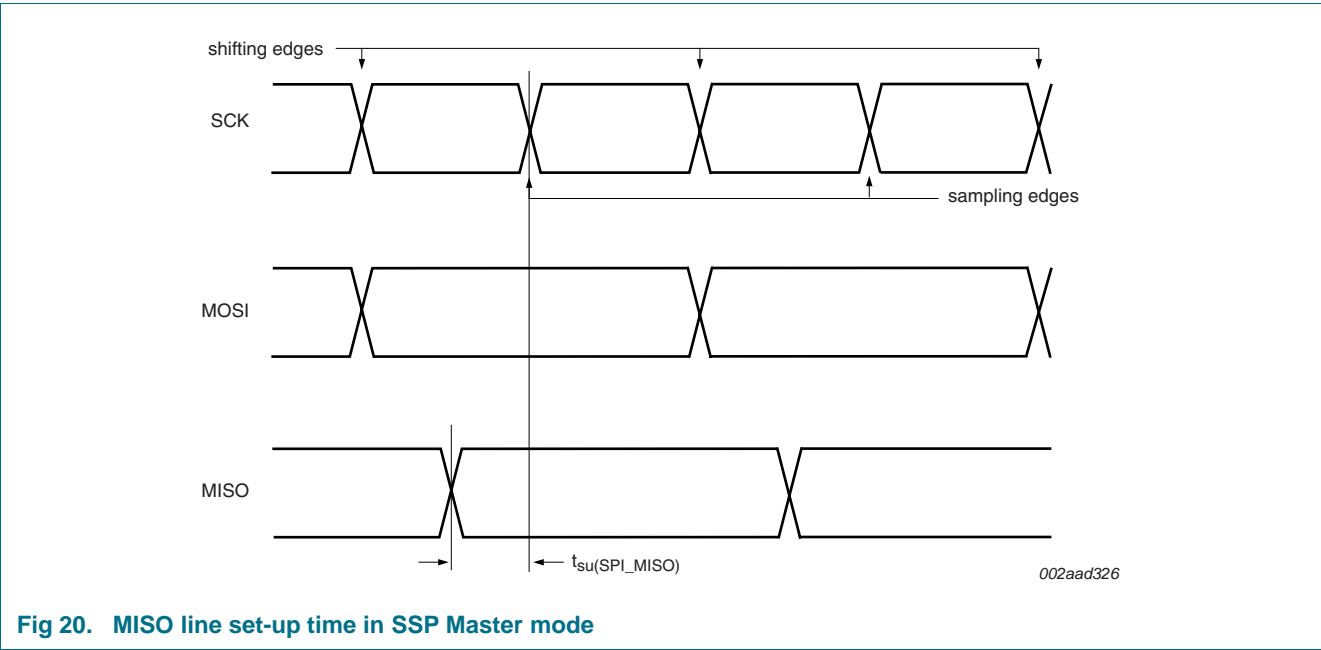 shifting edges
SCK
sampling edges
MOSI
MISO
tsu(SPI_MISO)
002aad326
Fig 20. MISO line set-up time in SSP Master mode